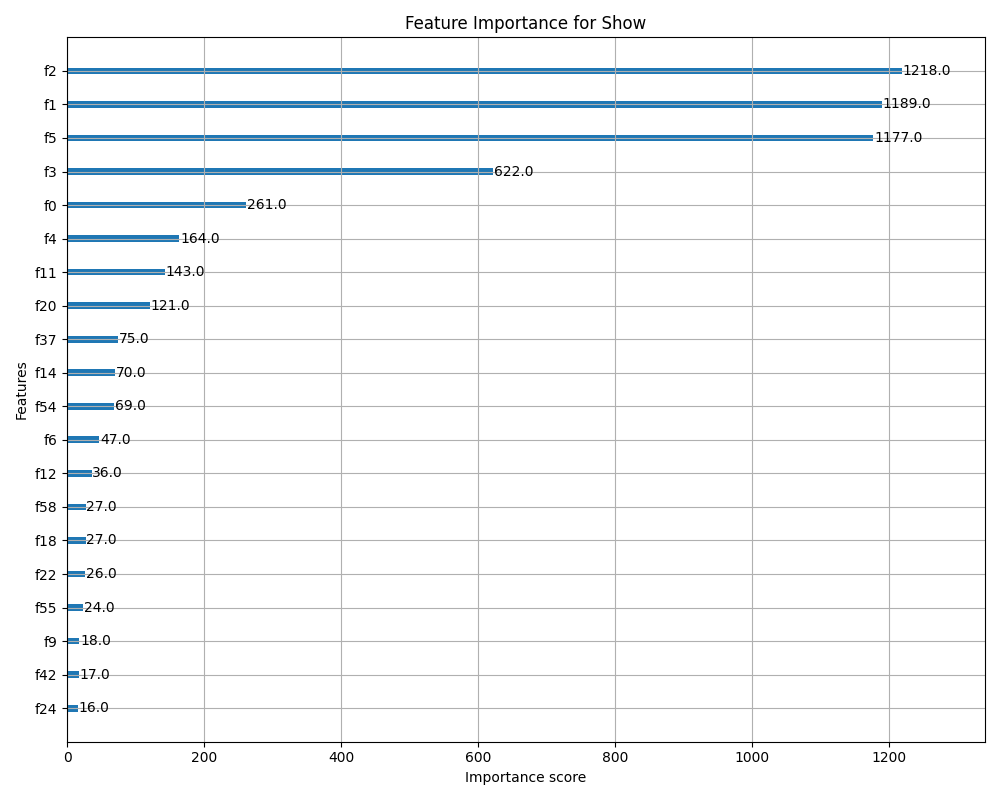 Feature Importance for Show
Features
f2 1218.0
f1 1189.0
f5 1177.0
f3 622.0
f0 261.0
f4 164.0
f11 143.0
f20 121.0
f37 75.0
f14 70.0
f54 69.0
f6 47.0
f12 36.0
f58 27.0
f18 27.0
f22 26.0
f55 24.0
f9 18.0
f42 17.0
f24 16.0
0 200 400 600 800 1000 1200
Importance score